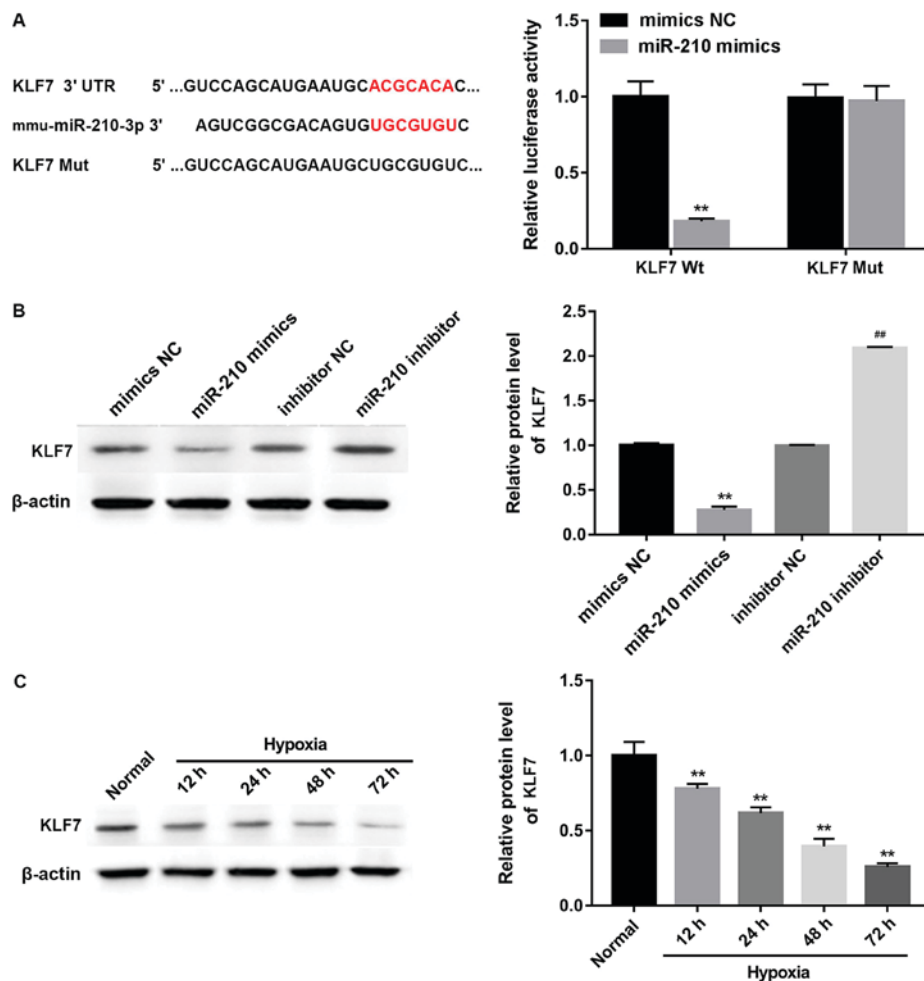 A
KLF7 3' UTR 5' ...GUCCAGCAUGAAUGCACGCACAC...
mmu-miR-210-3p 3' AGUCGGCGACAGUGUGCGUGUC
KLF7 Mut 5' ...GUCCAGCAUGAAUGCUGCGUGUC...
Relative luciferase activity
1.5
1.0
0.5
0.0
mimics NC
miR-210 mimics
**
KLF7 Wt KLF7 Mut
B
mimics NC miR-210 mimics inhibitor NC miR-210 inhibitor
KLF7
β-actin
Relative protein level
of KLF7
2.5
2.0
1.5
1.0
0.5
0.0
**
##
mimics NC miR-210 mimics inhibitor NC miR-210 inhibitor
C
Hypoxia
Normal 12 h 24 h 48 h 72 h
KLF7
β-actin
Relative protein level
of KLF7
1.5
1.0
0.5
0.0
** ** ** **
Normal 12 h 24 h 48 h 72 h
Hypoxia